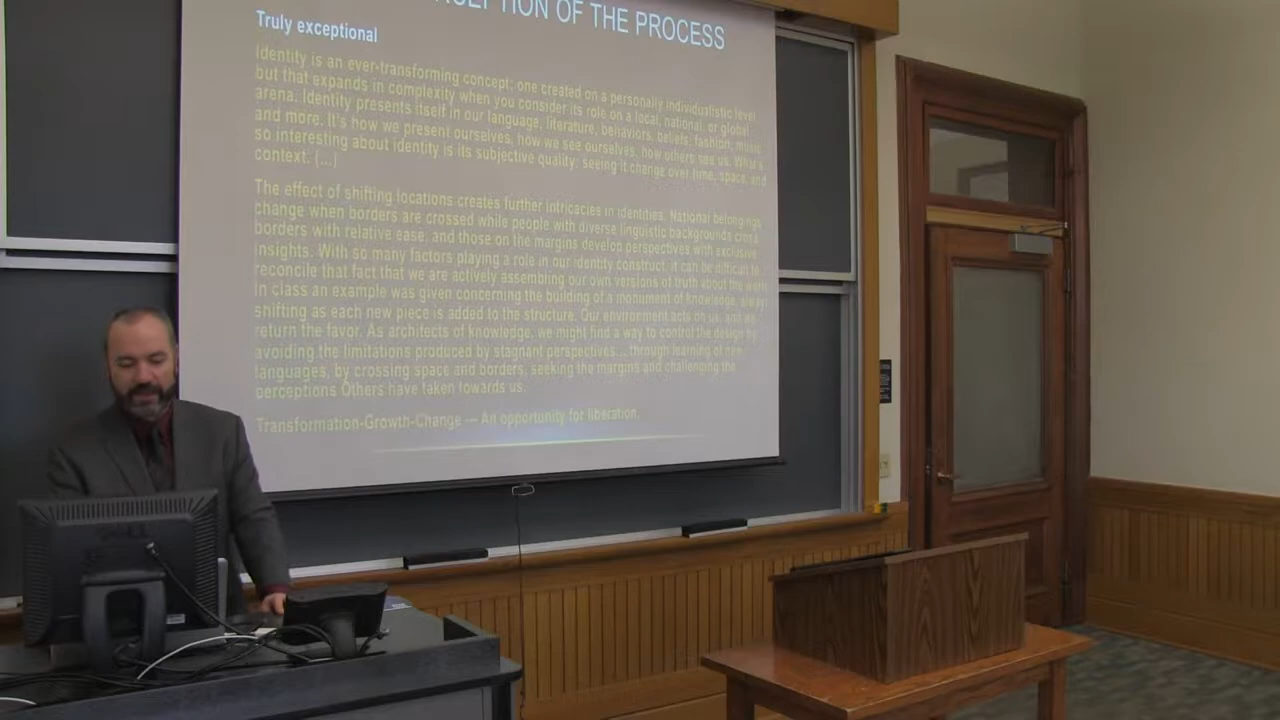 CEPTION OF THE PROCESS
Truly exceptional
Identity is an ever-transforming concept: one created on a personally individualistic level
but that expands in complexity when you consider its role on a local, national, or global
arena. Identity presents itself in our language, literature, behaviors, beliefs, fashion, music
and more. It's how we present ourselves, how we see ourselves, how others see us. What's
so interesting about identity is its subjective quality; seeing it change over time, space, and
context. (...)
The effect of shifting locations creates further intricacies in identities. National belongings
change when borders are crossed while people with diverse linguistic backgrounds cross
borders with relative ease, and those on the margins develop perspectives with exclusive
insights. With so many factors playing a role in our identity construct, it can be difficult to
reconcile that fact that we are actively assembling our own versions of truth about the world
In class an example was given concerning the building of a monument of knowledge, always
shifting as each new piece is added to the structure. Our environment acts on us, and we
return the favor. As architects of knowledge, we might find a way to control the design by
avoiding the limitations produced by stagnant perspectives...through learning of new
languages, by crossing space and borders, seeking the margins and challenging the
perceptions Others have taken towards us.
Transformation-Growth-Change --- An opportunity for liberation.
DELL